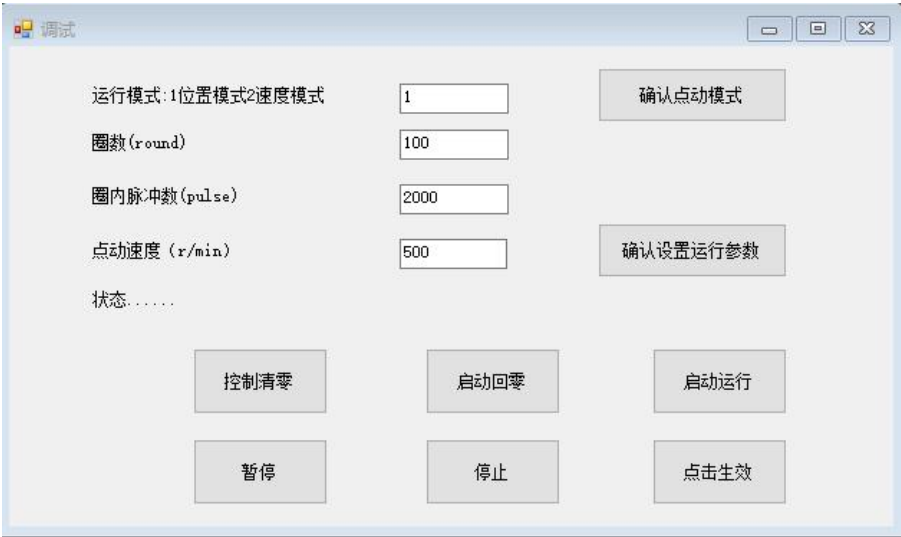 调试
运行模式:1位置模式2速度模式 1 确认点动模式
圈数(round) 100
圈内脉冲数(pulse) 2000
点动速度 (r/min) 500 确认设置运行参数
状态......
控制清零 启动回零 启动运行
暂停 停止 点击生效